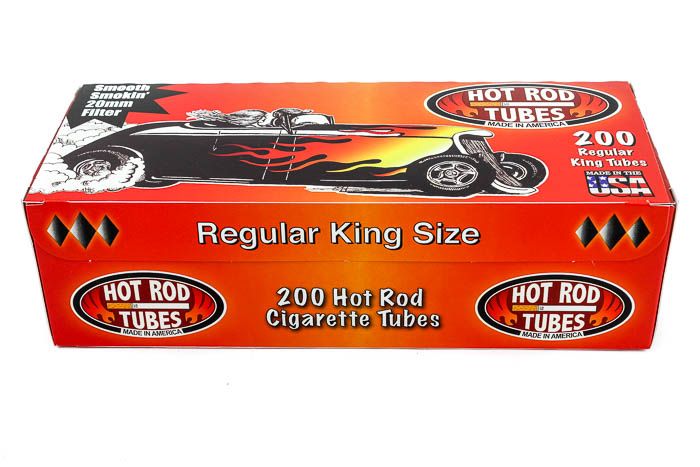 Smooth
Smokin'
20mm
Filter
HOT ROD
TUBES
MADE IN AMERICA
200
Regular
King Tubes
MADE IN THE
USA
Regular King Size
HOT ROD
TUBES
MADE IN AMERICA
200 Hot Rod
Cigarette Tubes
HOT ROD
TUBES
MADE IN AMERICA